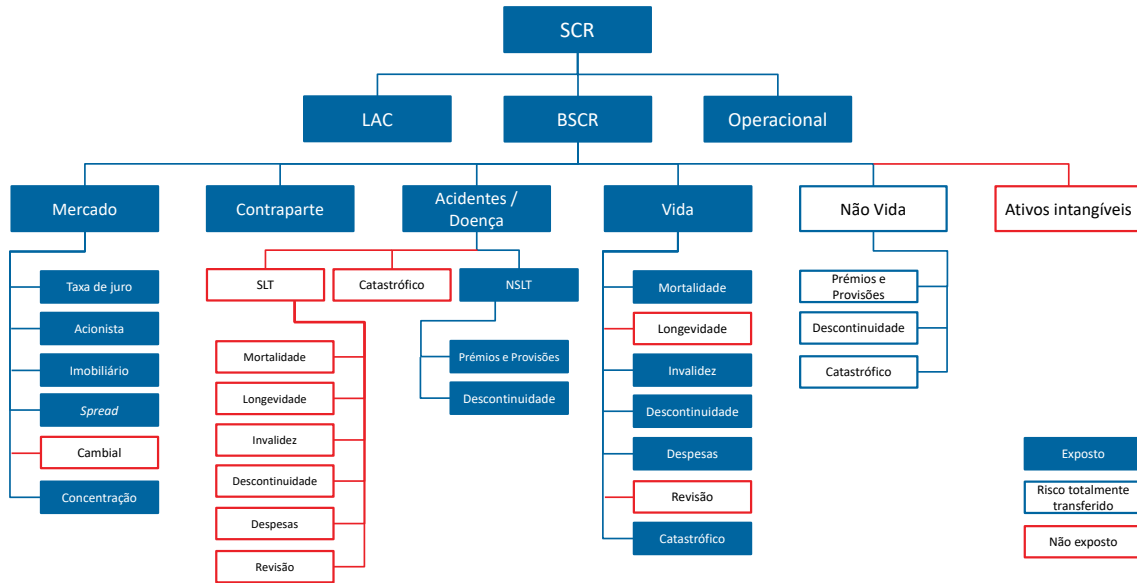 SCR
LAC
BSCR
Operacional
Mercado
Contraparte
Acidentes /
Doença
Vida
Não Vida
Ativos intangíveis
Taxa de juro
Acionista
Imobiliário
Spread
Cambial
Concentração
SLT
Catastrófico
NSLT
Mortalidade
Longevidade
Invalidez
Descontinuidade
Despesas
Revisão
Prémios e Provisões
Descontinuidade
Mortalidade
Longevidade
Invalidez
Descontinuidade
Despesas
Revisão
Catastrófico
Prémios e
Provisões
Descontinuidade
Catastrófico
Exposto
Risco totalmente
transferido
Não exposto